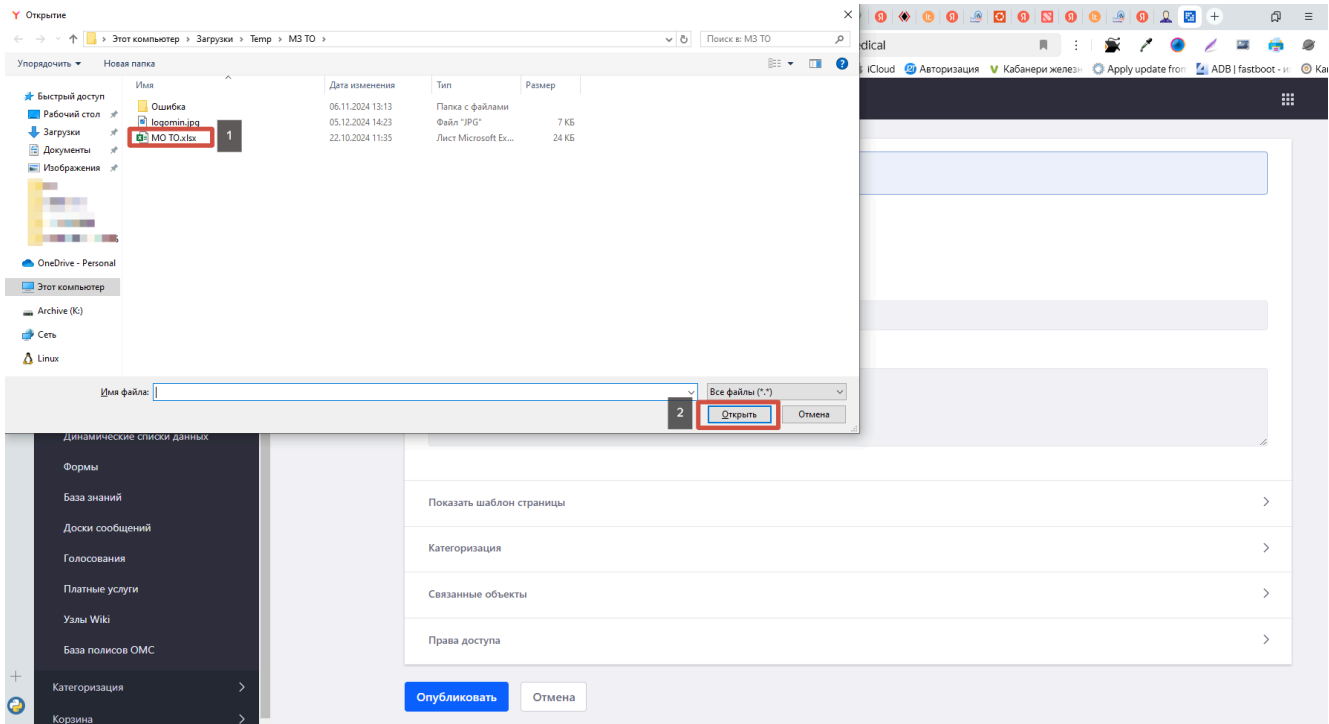 Открытие
Этот компьютер > Загрузки > Temp > МЗ ТО >
Поиск в: МЗ ТО
Упорядочить
Новая папка
Имя
Дата изменения
Тип
Размер
Быстрый доступ
Рабочий стол
Загрузки
Документы
Изображения
OneDrive - Personal
Этот компьютер
Archive (K:)
Сеть
Linux
Ошибка 06.11.2024 13:13 Папка с файлами
logomin.jpg 05.12.2024 14:23 Файл "JPG" 7 КБ
МО ТО.xlsx 22.10.2024 11:35 Лист Microsoft Ex... 24 КБ
1
Имя файла:
Все файлы (*.*)
2
Открыть
Отмена
dical
iCloud
Авторизация
Кабанери желез
Apply update fron
ADB | fastboot - и
Ка
Динамические списки данных
Формы
База знаний
Доски сообщений
Голосования
Платные услуги
Узлы Wiki
База полисов ОМС
Категоризация
Корзина
Показать шаблон страницы
Категоризация
Связанные объекты
Права доступа
Опубликовать
Отмена